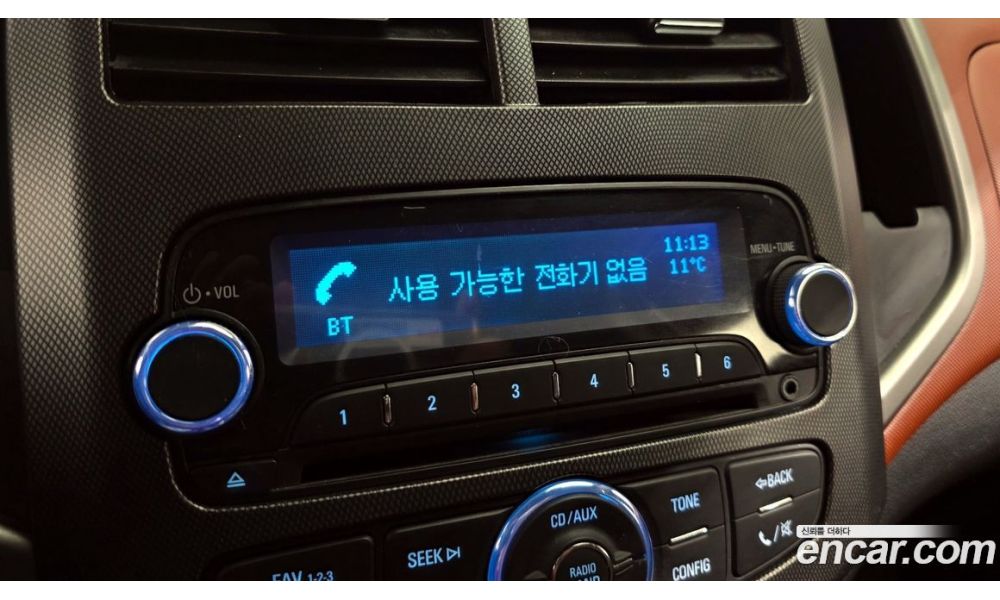 VOL
사용 가능한 전화기 없음
11:13
11°C
BT
MENU-TUNE
1
2
3
4
5
6
SEEK
CD/AUX
TONE
BACK
FAV 1-2-3
RADIO
CONFIG
신뢰를 더하다
encar.com